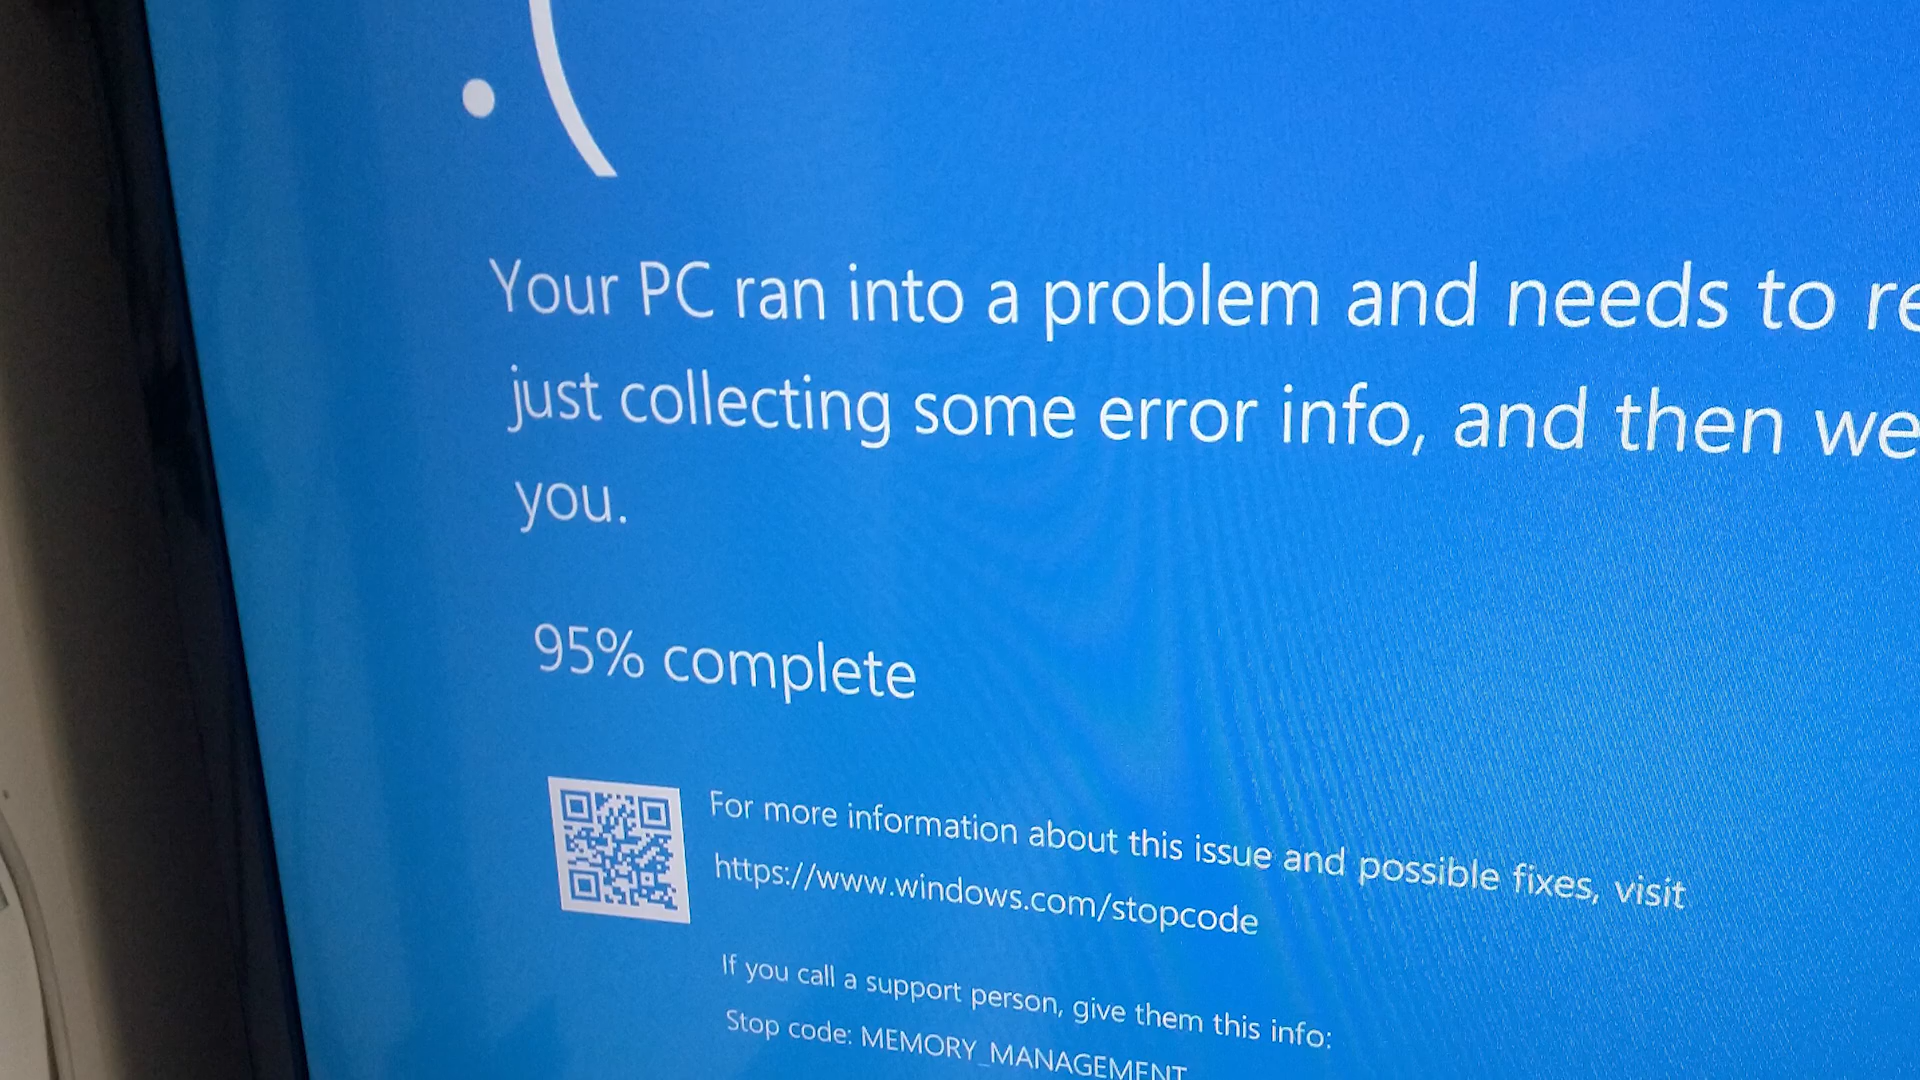 :(
Your PC ran into a problem and needs to
just collecting some error info, and then
you.
95% complete
For more information about this issue and possible fixes, visit
https://www.windows.com/stopcode
If you call a support person, give them this info:
Stop code: MEMORY_MANAGEMENT